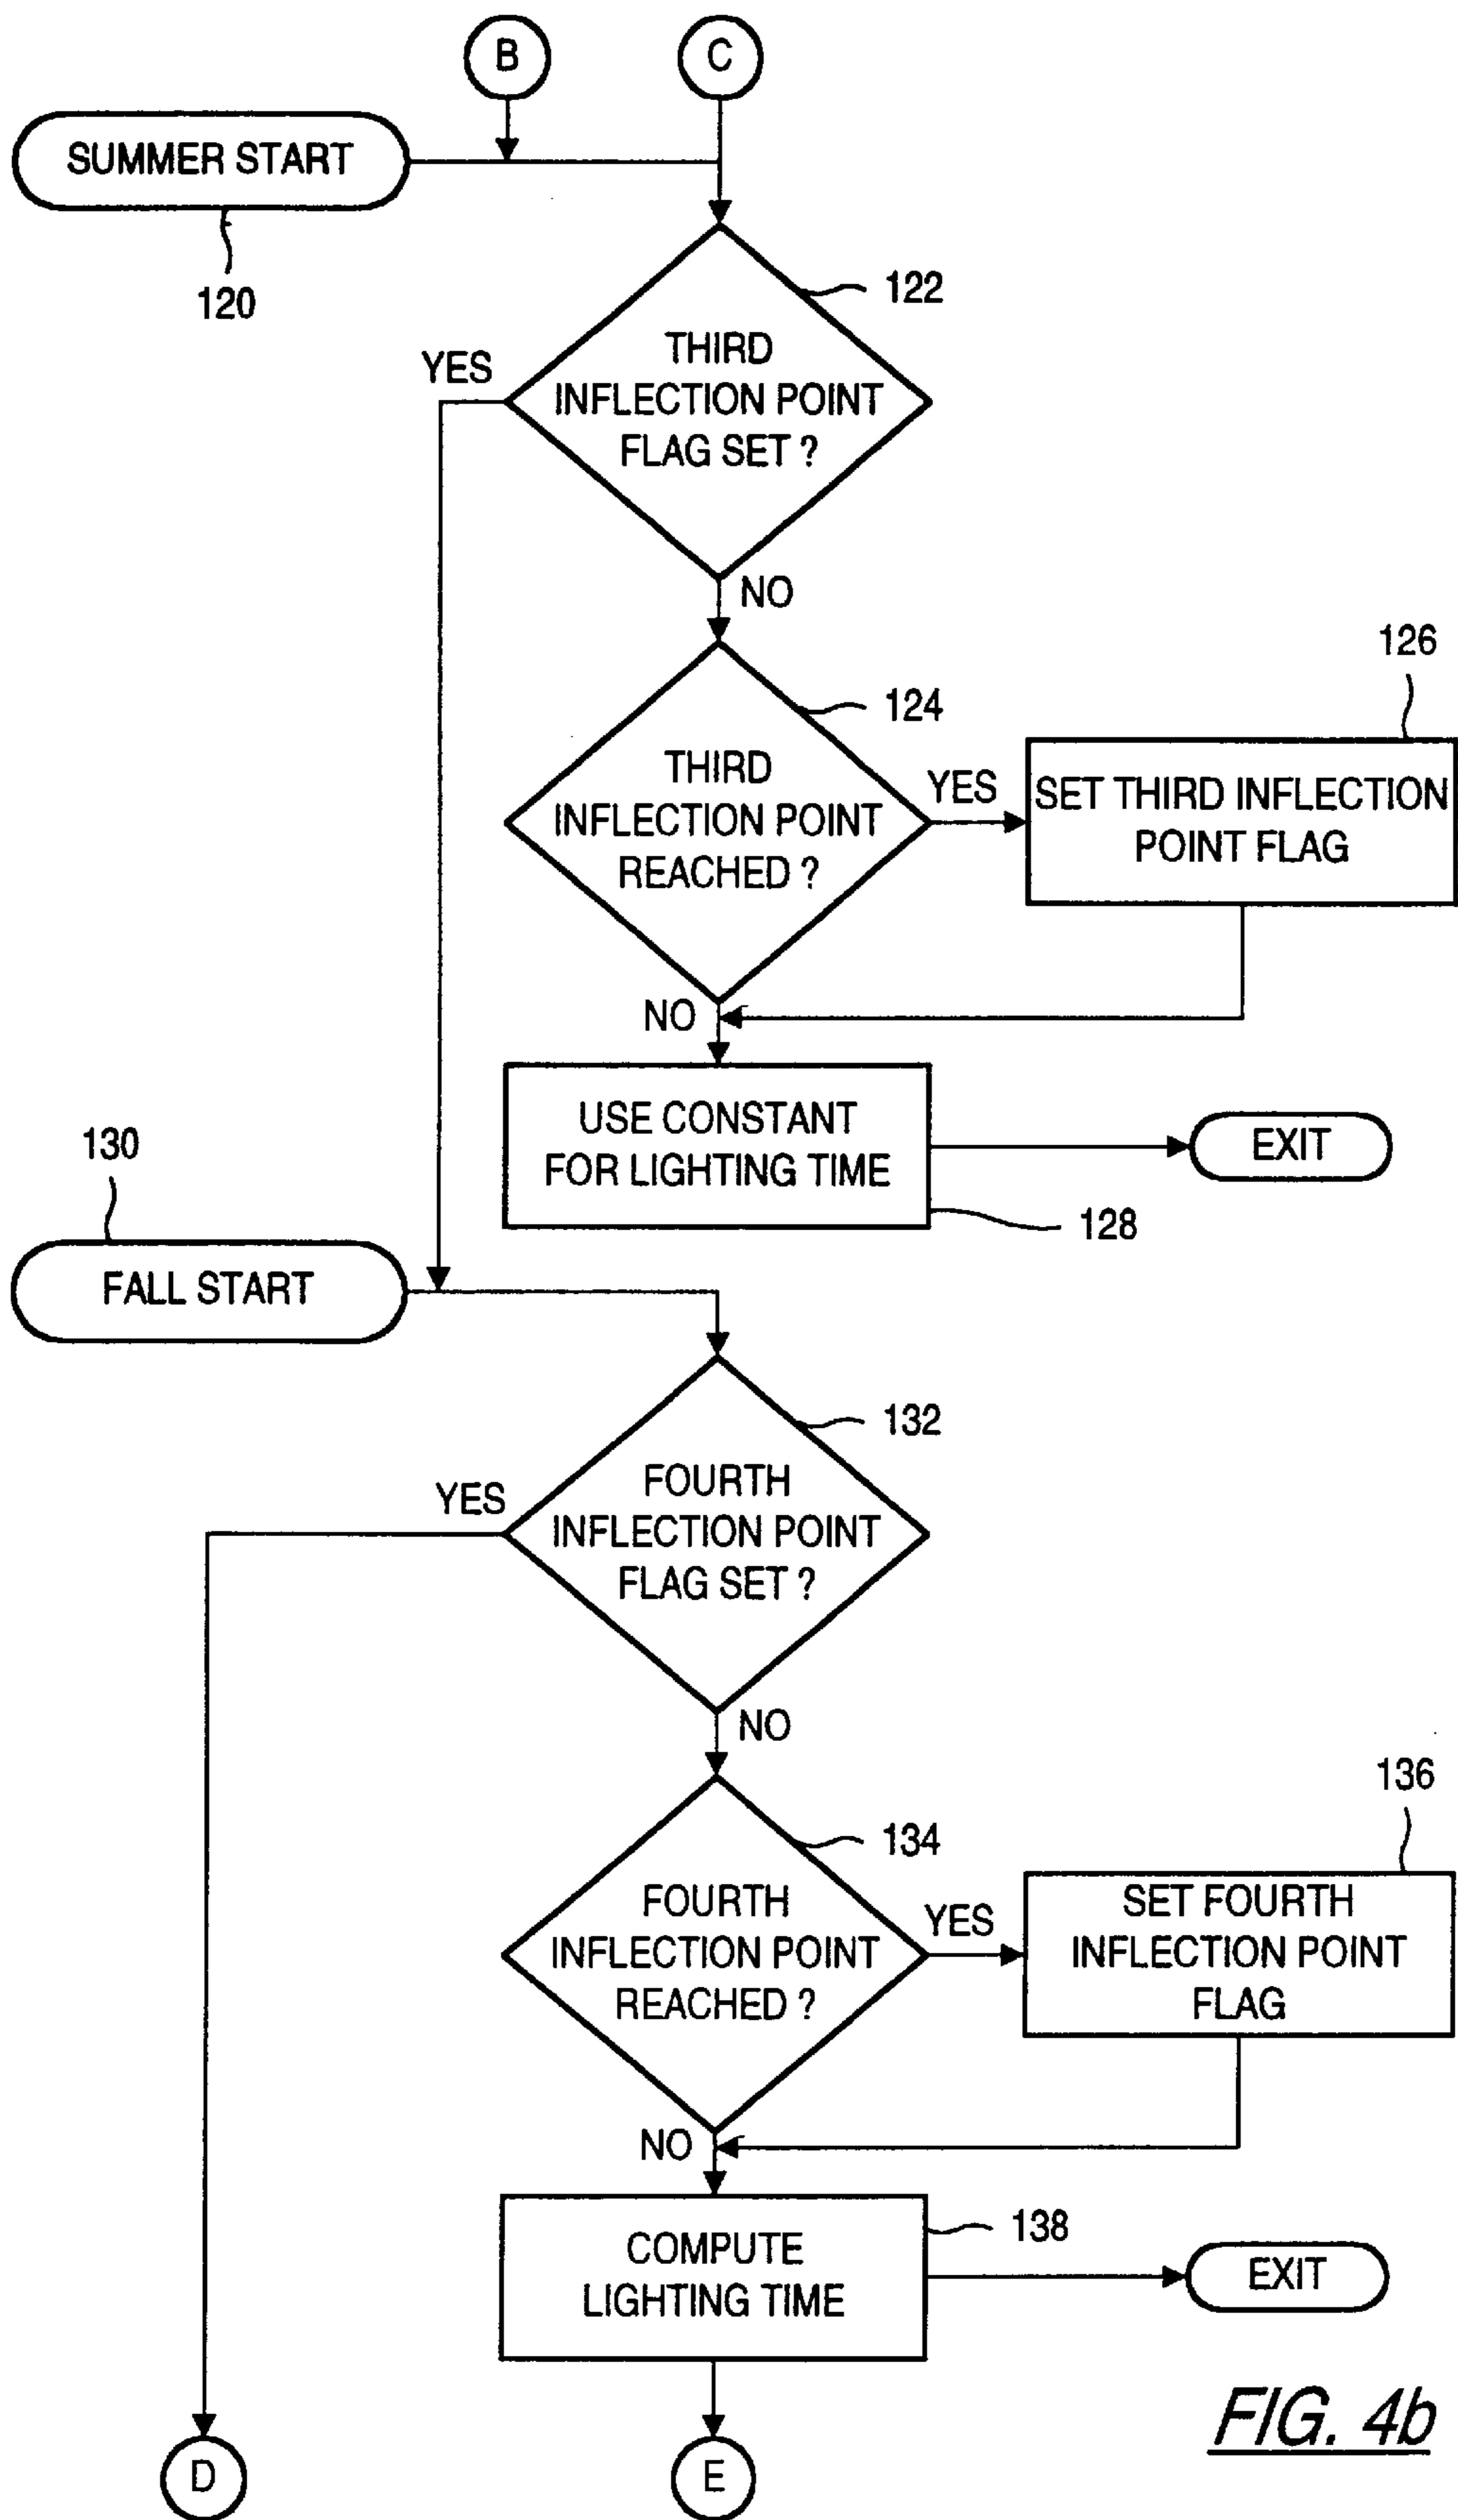 B
C
SUMMER START
120
122
THIRD
INFLECTION POINT
FLAG SET ?
YES
NO
124
THIRD
INFLECTION POINT
REACHED ?
YES
126
SET THIRD INFLECTION
POINT FLAG
NO
USE CONSTANT
FOR LIGHTING TIME
128
EXIT
130
FALL START
132
FOURTH
INFLECTION POINT
FLAG SET ?
YES
NO
134
FOURTH
INFLECTION POINT
REACHED ?
YES
136
SET FOURTH
INFLECTION POINT
FLAG
NO
COMPUTE
LIGHTING TIME
138
EXIT
D
E
FIG. 4b